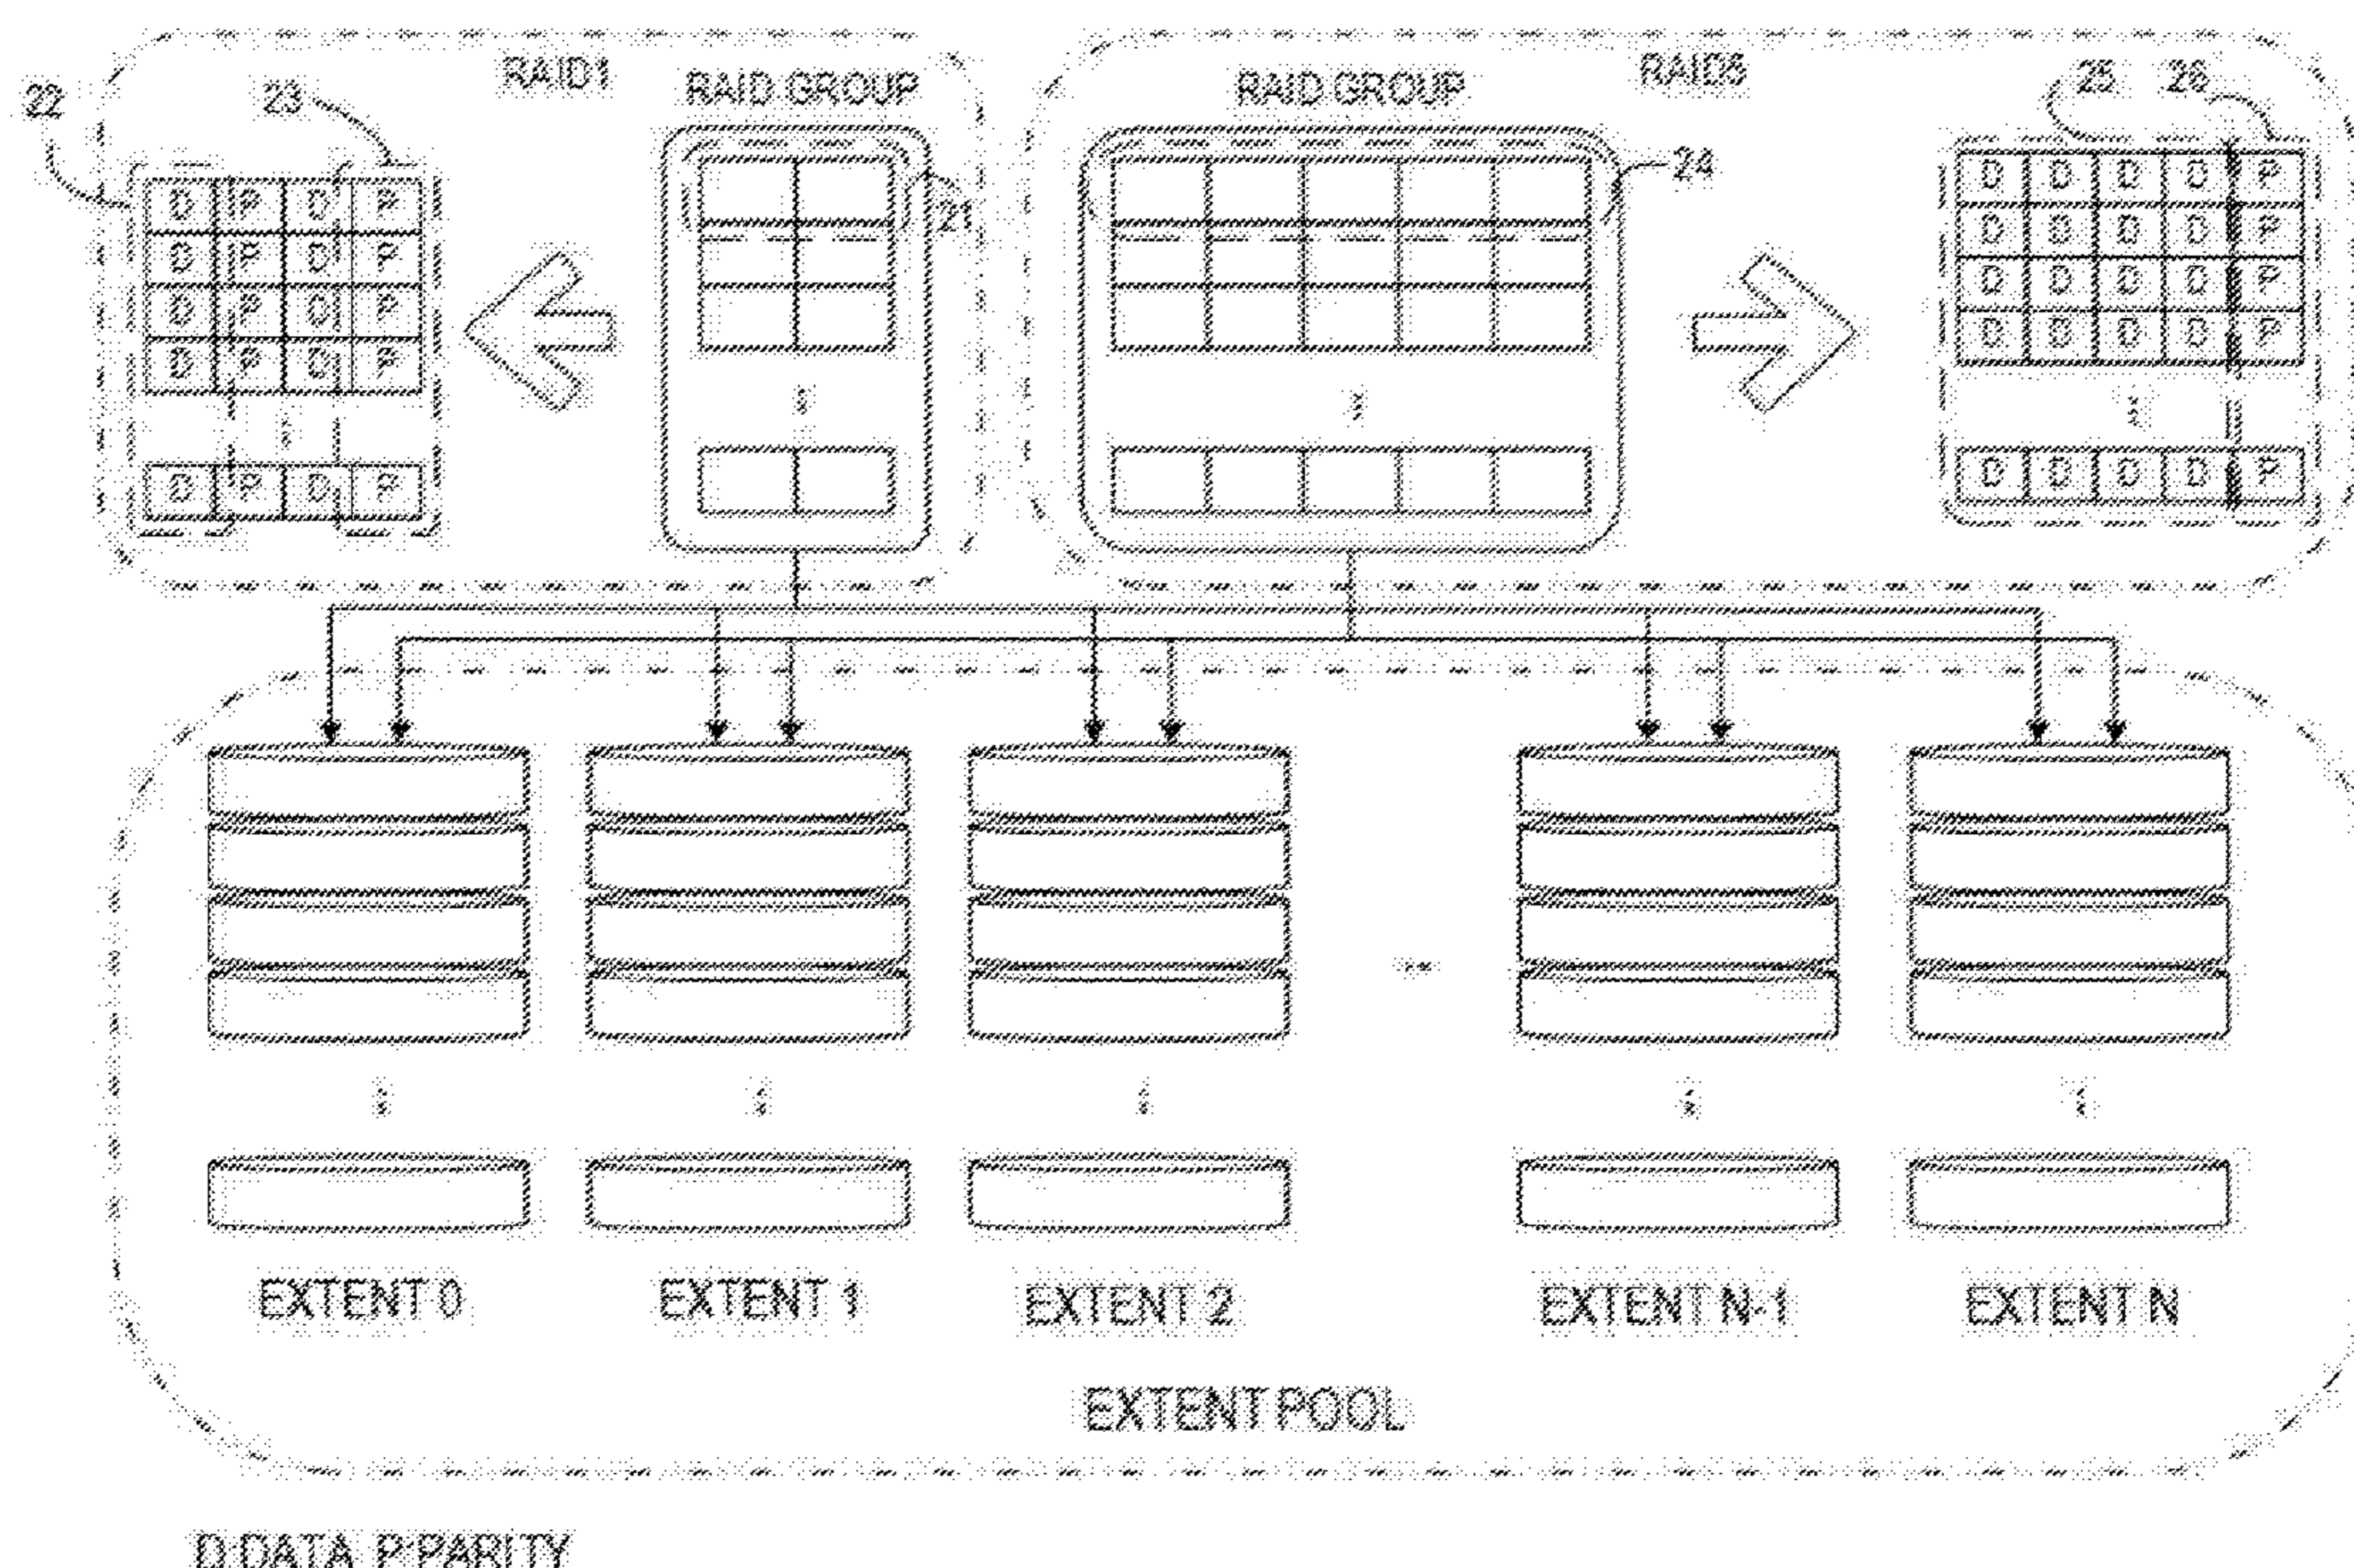 RAID1
RAID GROUP
22
23
21
D P D P
D P D P
D P D P
D P D P
D P D P
RAID GROUP
RAID5
24
25 26
D D D D P
D D D D P
D D D D P
D D D D P
D D D D P
EXTENT 0
EXTENT 1
EXTENT 2
EXTENT N-1
EXTENT N
EXTENT POOL
D:DATA P:PARITY